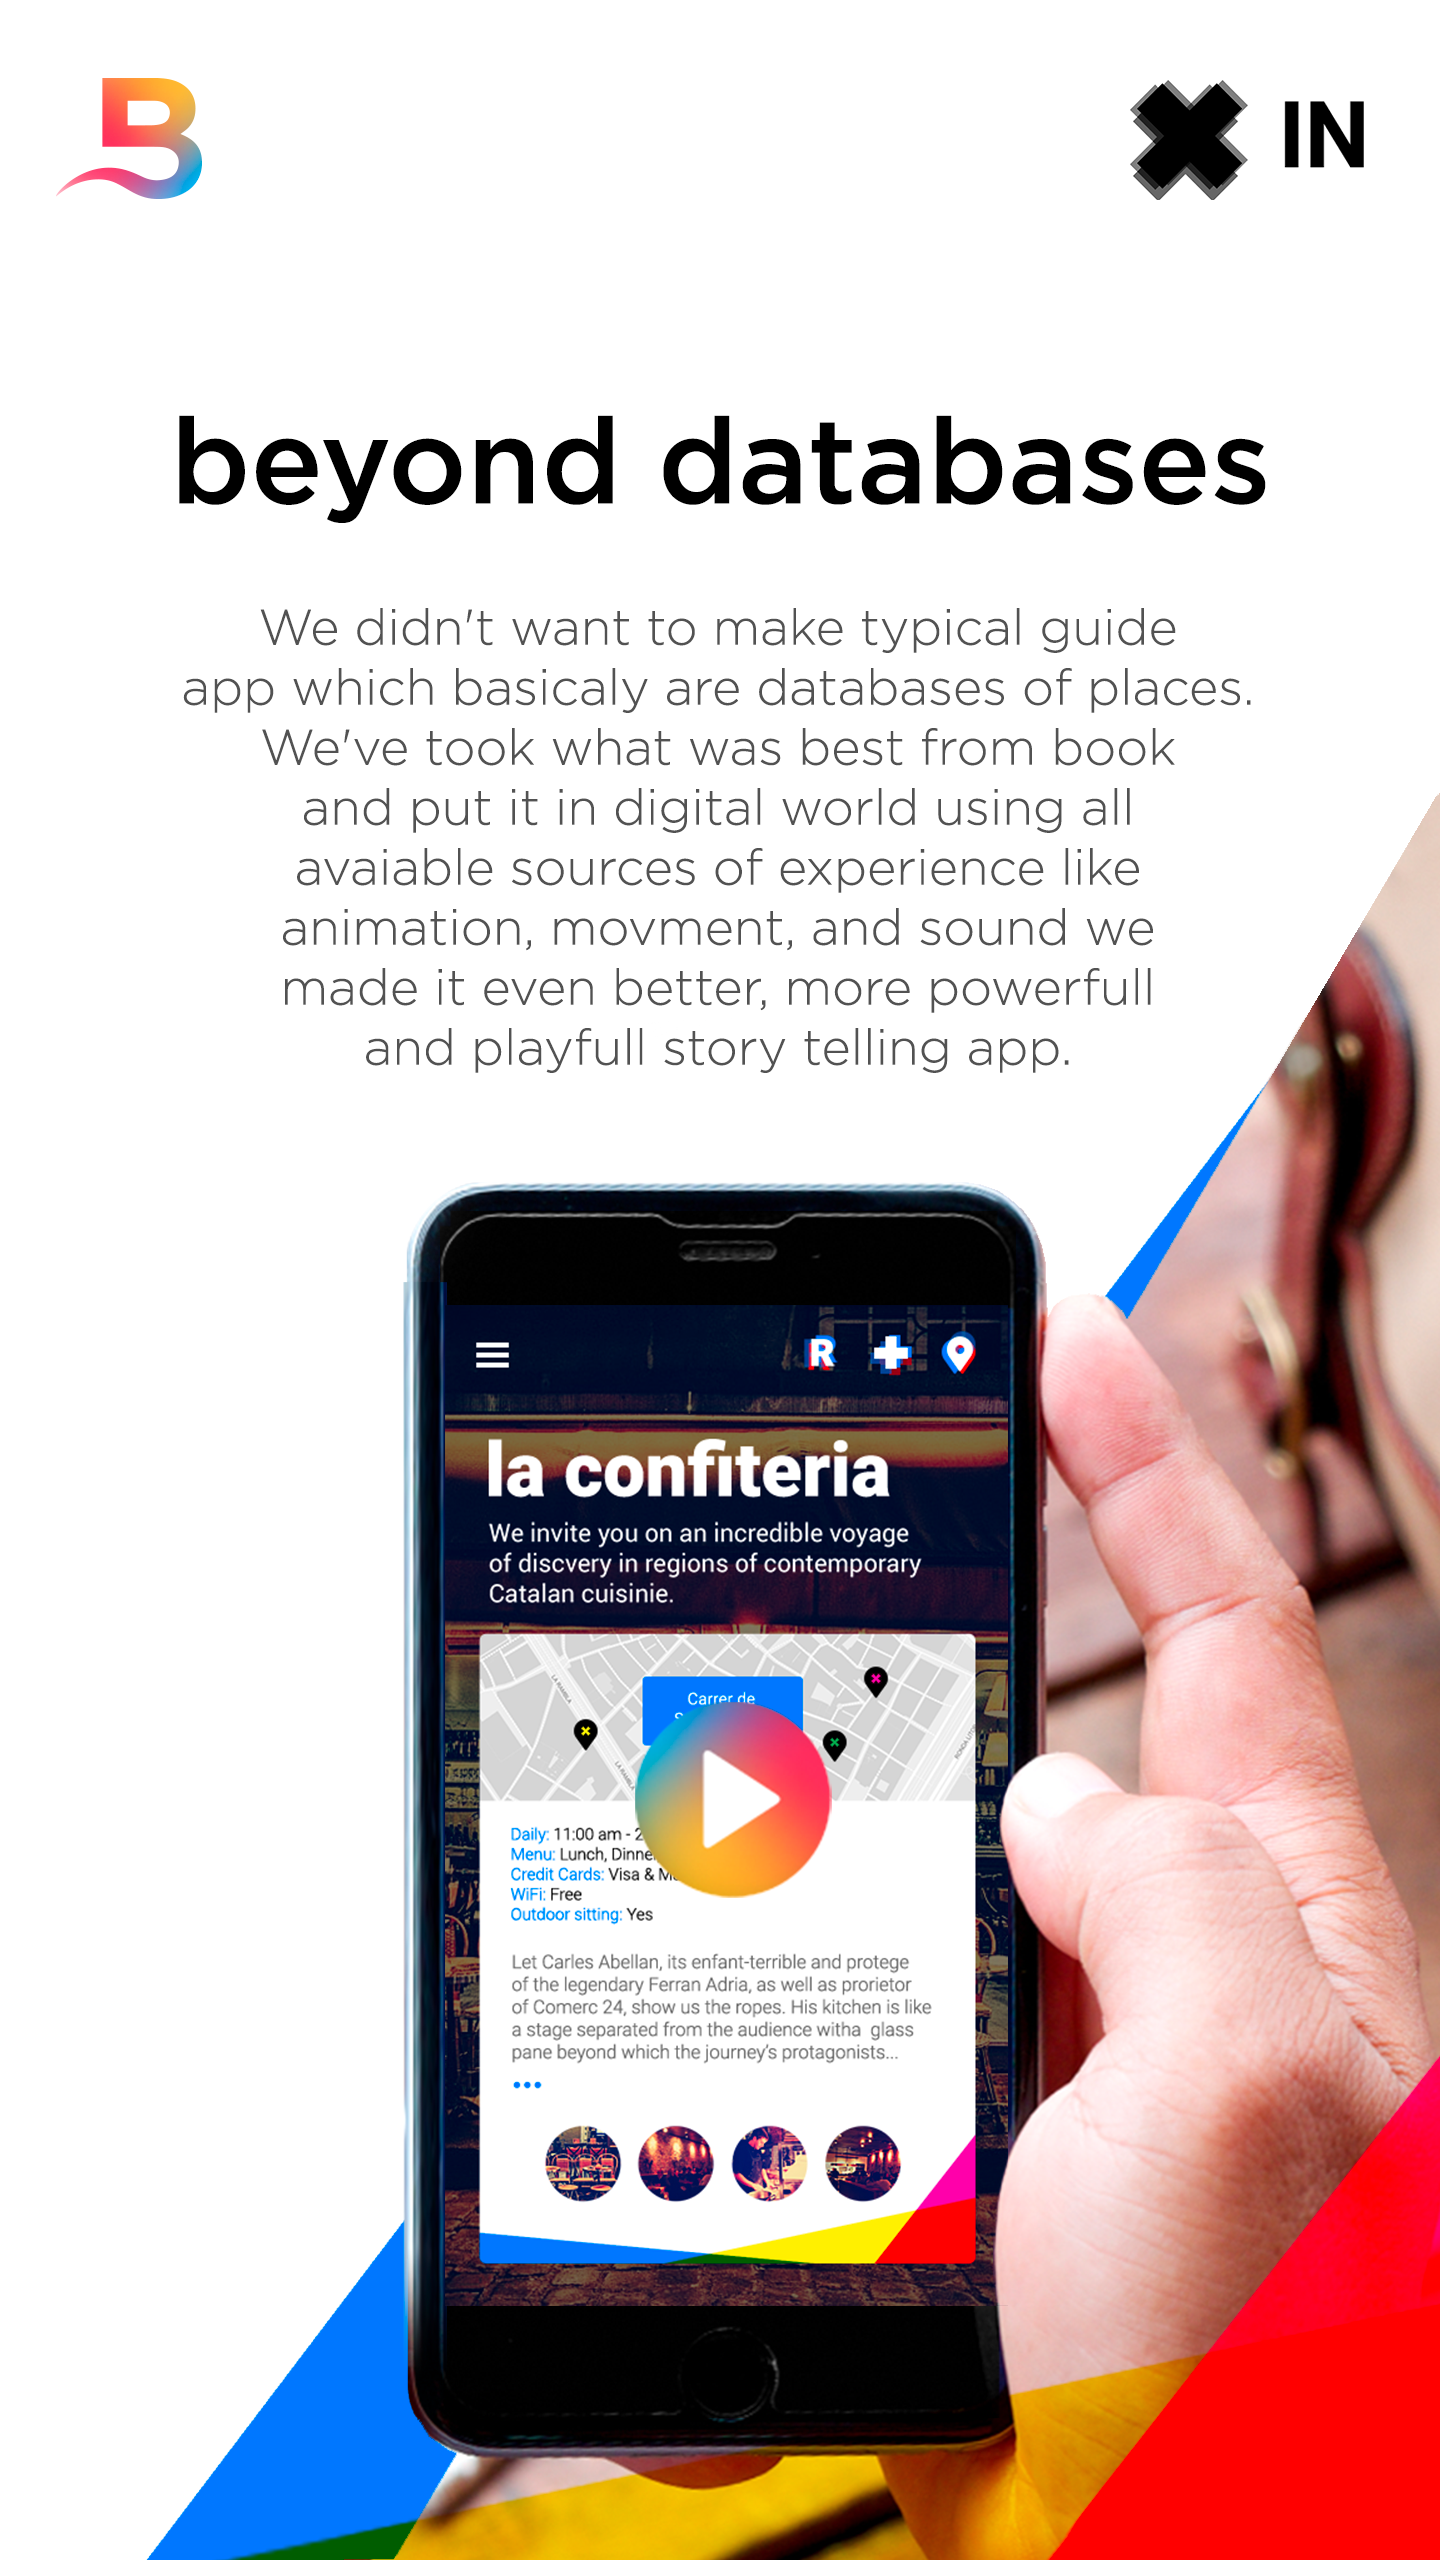 B
IN
beyond databases
We didn't want to make typical guide
app which basicaly are databases of places.
We've took what was best from book
and put it in digital world using all
avaiable sources of experience like
animation, movment, and sound we
made it even better, more powerfull
and playfull story telling app.
R
la confiteria
We invite you on an incredible voyage
of discvery in regions of contemporary
Catalan cuisinie.
Carrer de
LA RAMBLA
LA RAMBLA
Daily: 11:00 am - 2
Menu: Lunch, Dinne
Credit Cards: Visa & M
WiFi: Free
Outdoor sitting: Yes
Let Carles Abellan, its enfant-terrible and protege
of the legendary Ferran Adria, as well as prorietor
of Comerc 24, show us the ropes. His kitchen is like
a stage separated from the audience witha glass
pane beyond which the journey's protagonists...